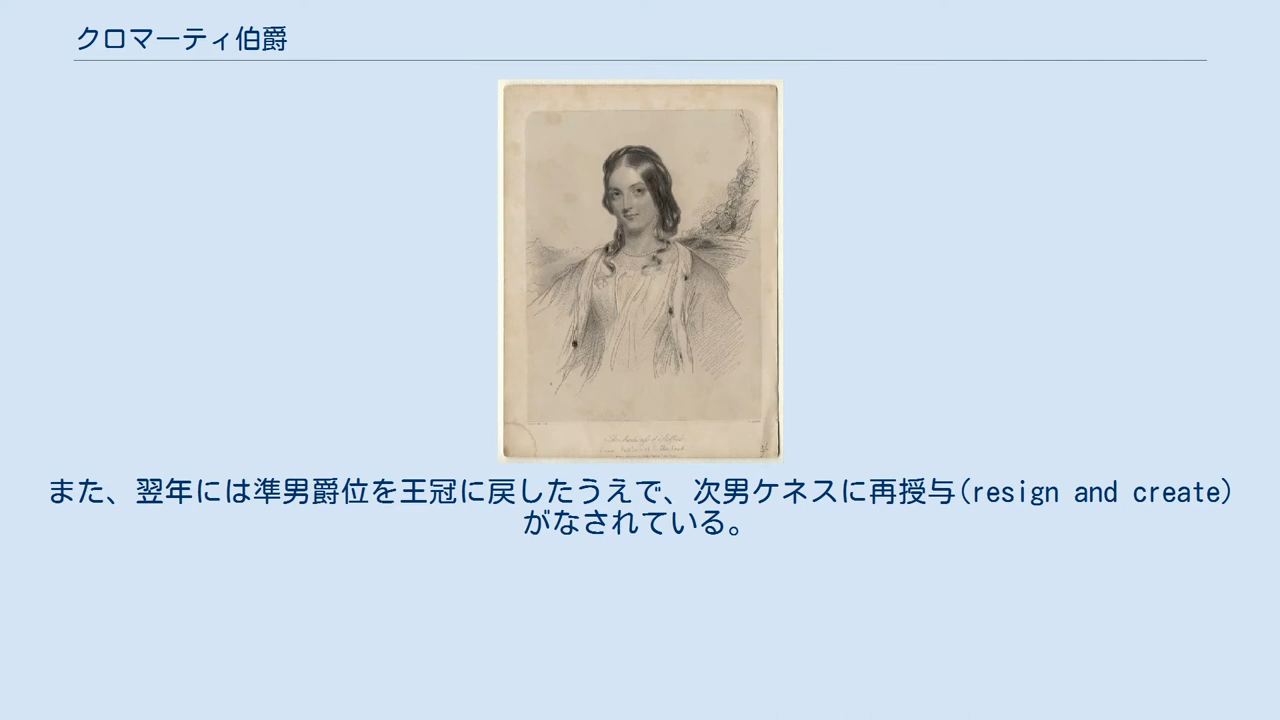 クロマーティ伯爵
また、翌年には準男爵位を王冠に戻したうえで、次男ケネスに再授与(resign and create)
がなされている。